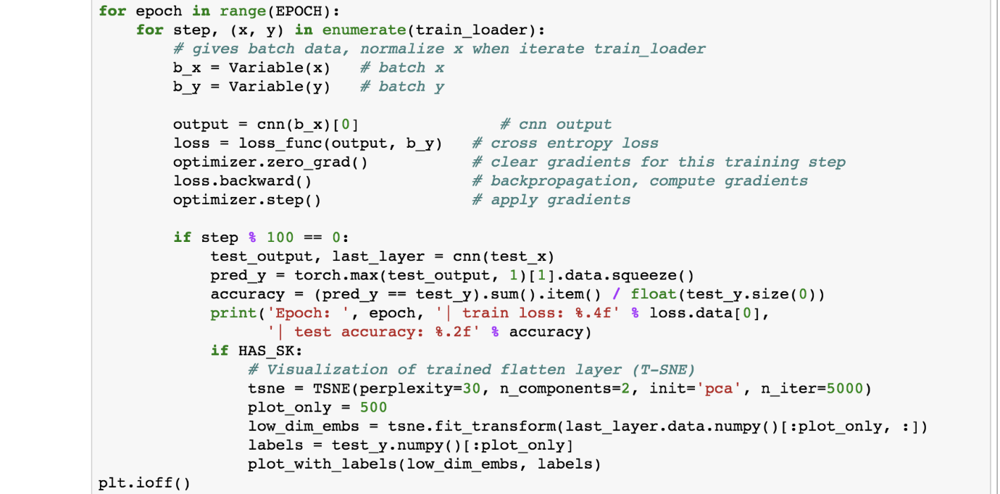 for epoch in range(EPOCH):
    for step, (x, y) in enumerate(train_loader):
        # gives batch data, normalize x when iterate train_loader
        b_x = Variable(x)   # batch x
        b_y = Variable(y)   # batch y

        output = cnn(b_x)[0]               # cnn output
        loss = loss_func(output, b_y)   # cross entropy loss
        optimizer.zero_grad()           # clear gradients for this training step
        loss.backward()                 # backpropagation, compute gradients
        optimizer.step()                # apply gradients

        if step % 100 == 0:
            test_output, last_layer = cnn(test_x)
            pred_y = torch.max(test_output, 1)[1].data.squeeze()
            accuracy = (pred_y == test_y).sum().item() / float(test_y.size(0))
            print('Epoch: ', epoch, '| train loss: %.4f' % loss.data[0],
                  '| test accuracy: %.2f' % accuracy)
            if HAS_SK:
                # Visualization of trained flatten layer (T-SNE)
                tsne = TSNE(perplexity=30, n_components=2, init='pca', n_iter=5000)
                plot_only = 500
                low_dim_embs = tsne.fit_transform(last_layer.data.numpy()[:plot_only, :])
                labels = test_y.numpy()[:plot_only]
                plot_with_labels(low_dim_embs, labels)
plt.ioff()